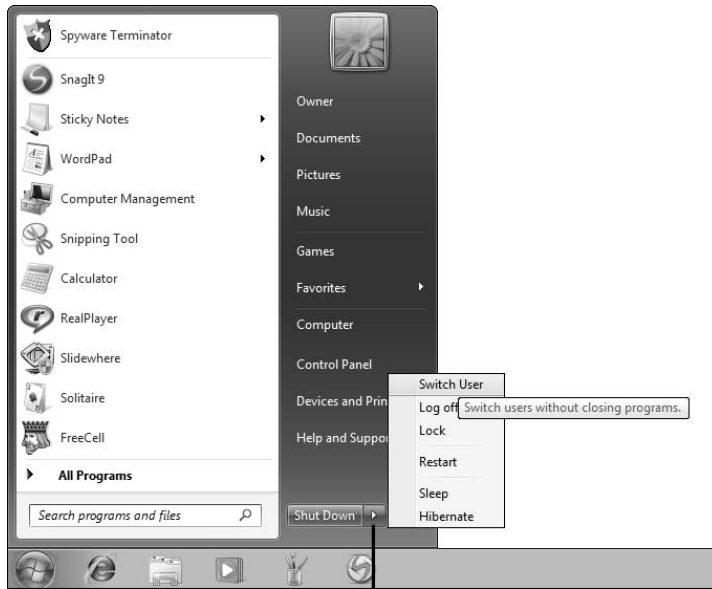 Spyware Terminator
SnagIt 9
Sticky Notes
WordPad
Computer Management
Snipping Tool
Calculator
RealPlayer
Slidewhere
Solitaire
FreeCell
All Programs
Search programs and files
Owner
Documents
Pictures
Music
Games
Favorites
Computer
Control Panel
Devices and Prin
Help and Suppor
Shut Down
Switch User
Log off
Switch users without closing programs.
Lock
Restart
Sleep
Hibernate